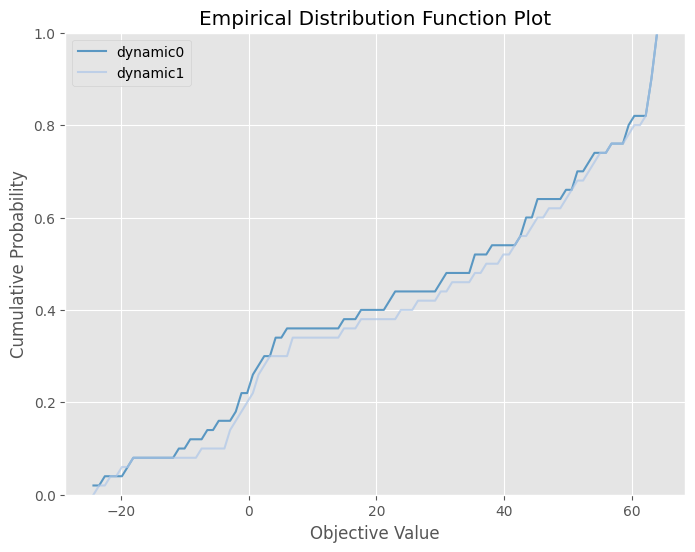 Empirical Distribution Function Plot
dynamic0
dynamic1
Cumulative Probability
1.0
0.8
0.6
0.4
0.2
0.0
−20
0
20
40
60
Objective Value